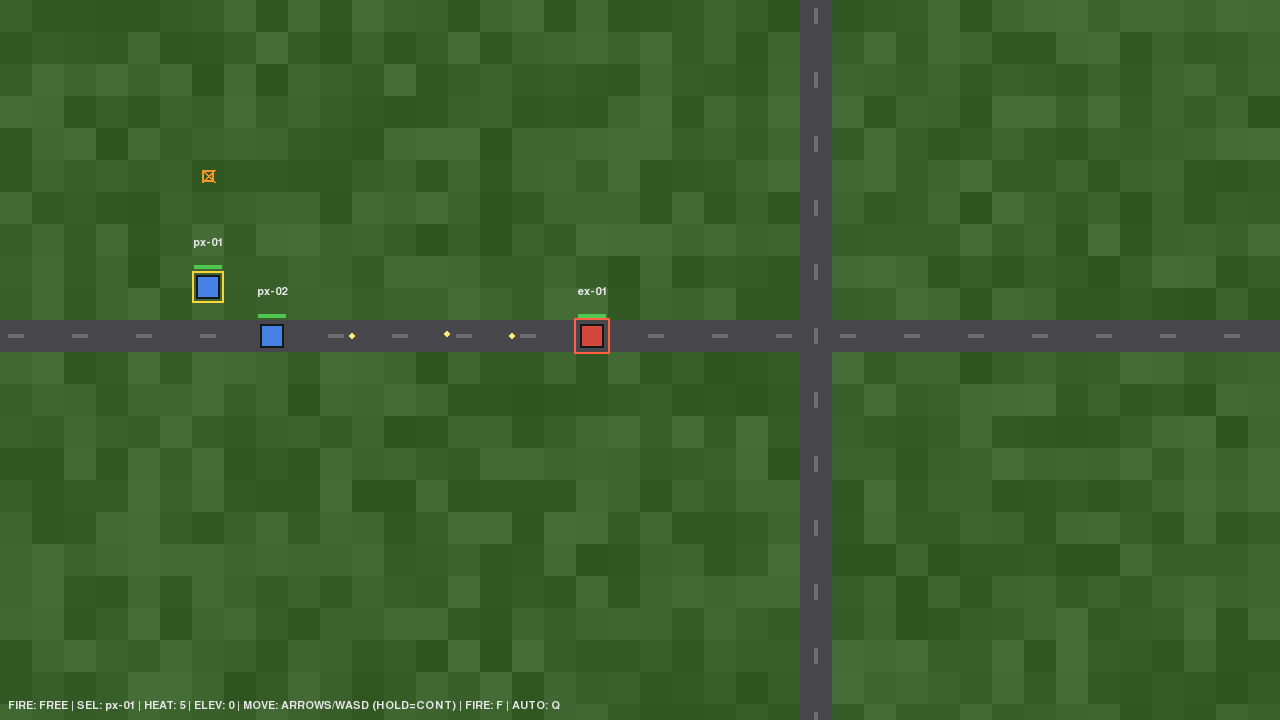 px-01
px-02
ex-01
FIRE: FREE | SEL: px-01 | HEAT: 5 | ELEV: 0 | MOVE: ARROWS/WASD (HOLD=CONT) | FIRE: F | AUTO: Q